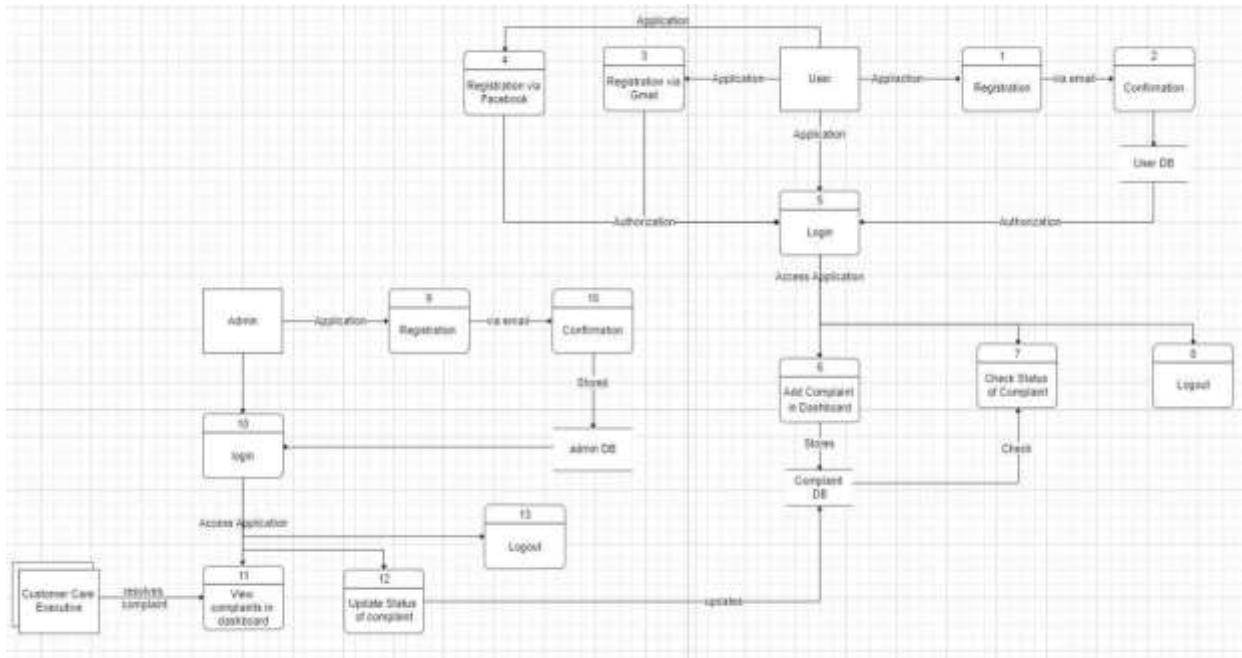 Application
4
Registration via
Facebook
3
Registration via
Gmail
Application
User
Application
1
Registration
via email
2
Confirmation
Application
User DB
5
Login
Authorization
Authorization
Access Application
Admin
Application
9
Registration
via email
10
Confirmation
Stores
admin DB
10
login
6
Add Complaint
in Dashboard
7
Check Status
of Complaint
8
Logout
Stores
Check
Complaint
DB
Access Application
13
Logout
Customer Care
Executive
resolves
complaint
11
View
complaints in
dashboard
12
Update Status
of complaint
updates